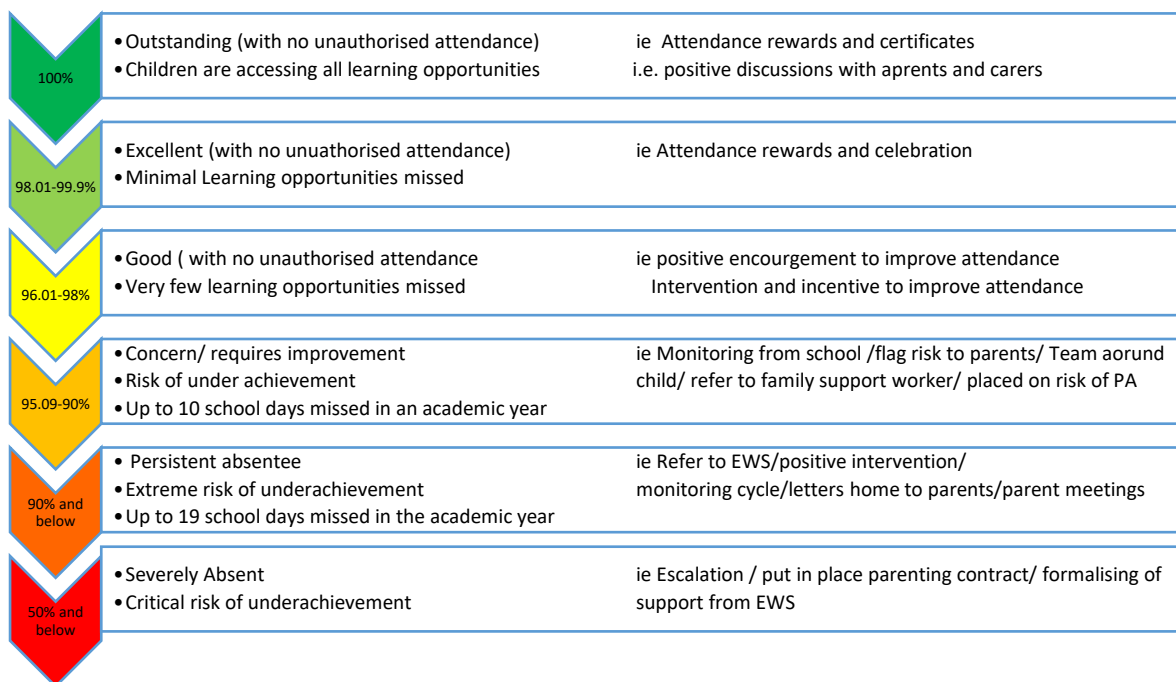 100%
• Outstanding (with no unauthorised attendance) ie Attendance rewards and certificates
• Children are accessing all learning opportunities i.e. positive discussions with aprents and carers
98.01-99.9%
• Excellent (with no unuathorised attendance) ie Attendance rewards and celebration
• Minimal Learning opportunities missed
96.01-98%
• Good ( with no unauthorised attendance ie positive encourgement to improve attendance
• Very few learning opportunities missed Intervention and incentive to improve attendance
95.09-90%
• Concern/ requires improvement ie Monitoring from school /flag risk to parents/ Team aorund
• Risk of under achievement child/ refer to family support worker/ placed on risk of PA
• Up to 10 school days missed in an academic year
90% and
below
• Persistent absentee ie Refer to EWS/positive intervention/
• Extreme risk of underachievement monitoring cycle/letters home to parents/parent meetings
• Up to 19 school days missed in the academic year
50% and
below
• Severely Absent ie Escalation / put in place parenting contract/ formalising of
• Critical risk of underachievement support from EWS